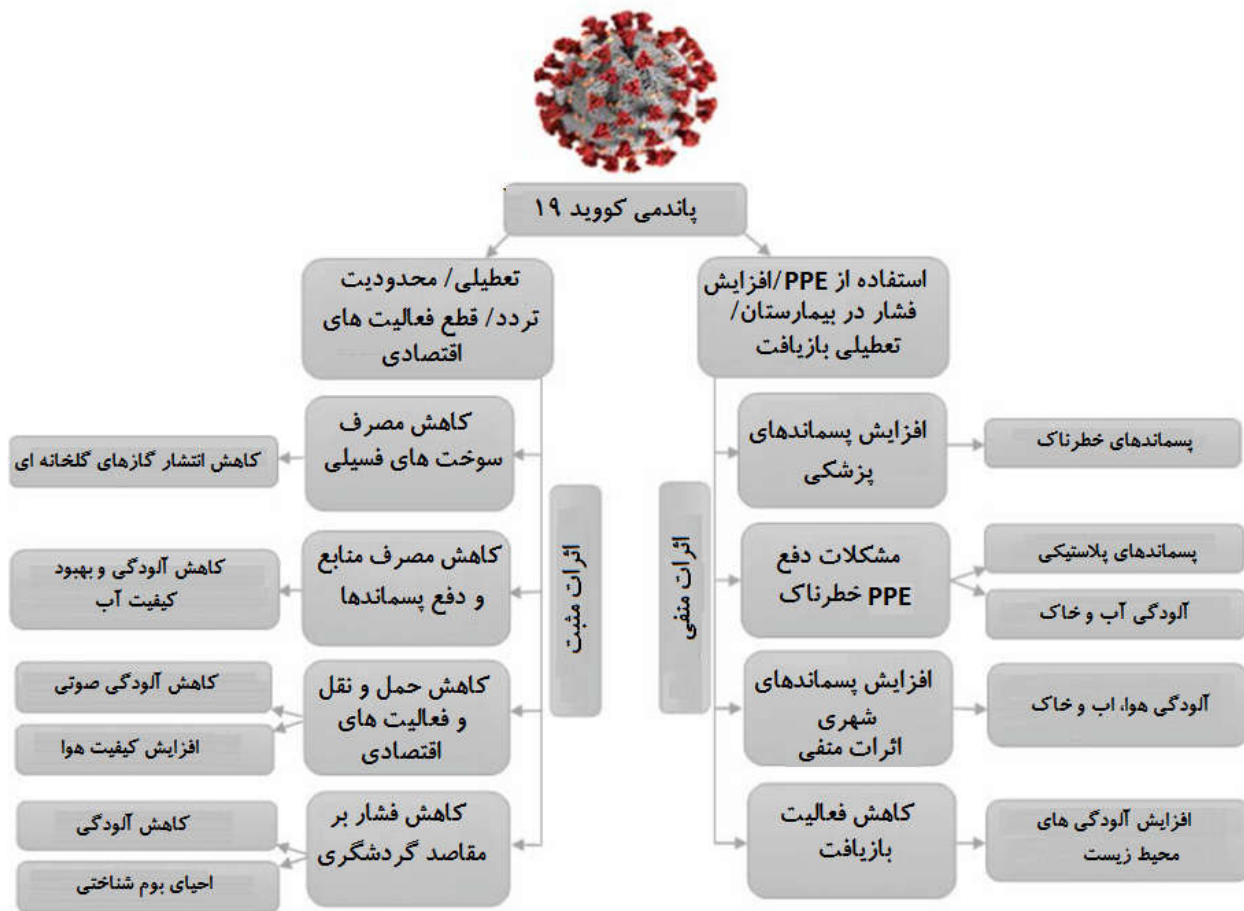 پاندمی کووید ۱۹
استفاده از PPE/افزایش
فشار در بیمارستان/
تعطیلی بازیافت
اثرات منفی
افزایش پسماندهای
پزشکی
پسماندهای خطرناک
مشکلات دفع
PPE خطرناک
پسماندهای پلاستیکی
آلودگی آب و خاک
افزایش پسماندهای
شهری
اثرات منفی
آلودگی هوا، اب و خاک
کاهش فعالیت
بازیافت
افزایش آلودگی های
محیط زیست
تعطیلی/ محدودیت
تردد/ قطع فعالیت های
اقتصادی
اثرات مثبت
کاهش مصرف
سوخت های فسیلی
کاهش انتشار گازهای گلخانه ای
کاهش مصرف منابع
و دفع پسماندها
کاهش آلودگی و بهبود
کیفیت آب
کاهش حمل و نقل
و فعالیت های
اقتصادی
کاهش آلودگی صوتی
افزایش کیفیت هوا
کاهش فشار بر
مقاصد گردشگری
کاهش آلودگی
احیای بوم شناختی